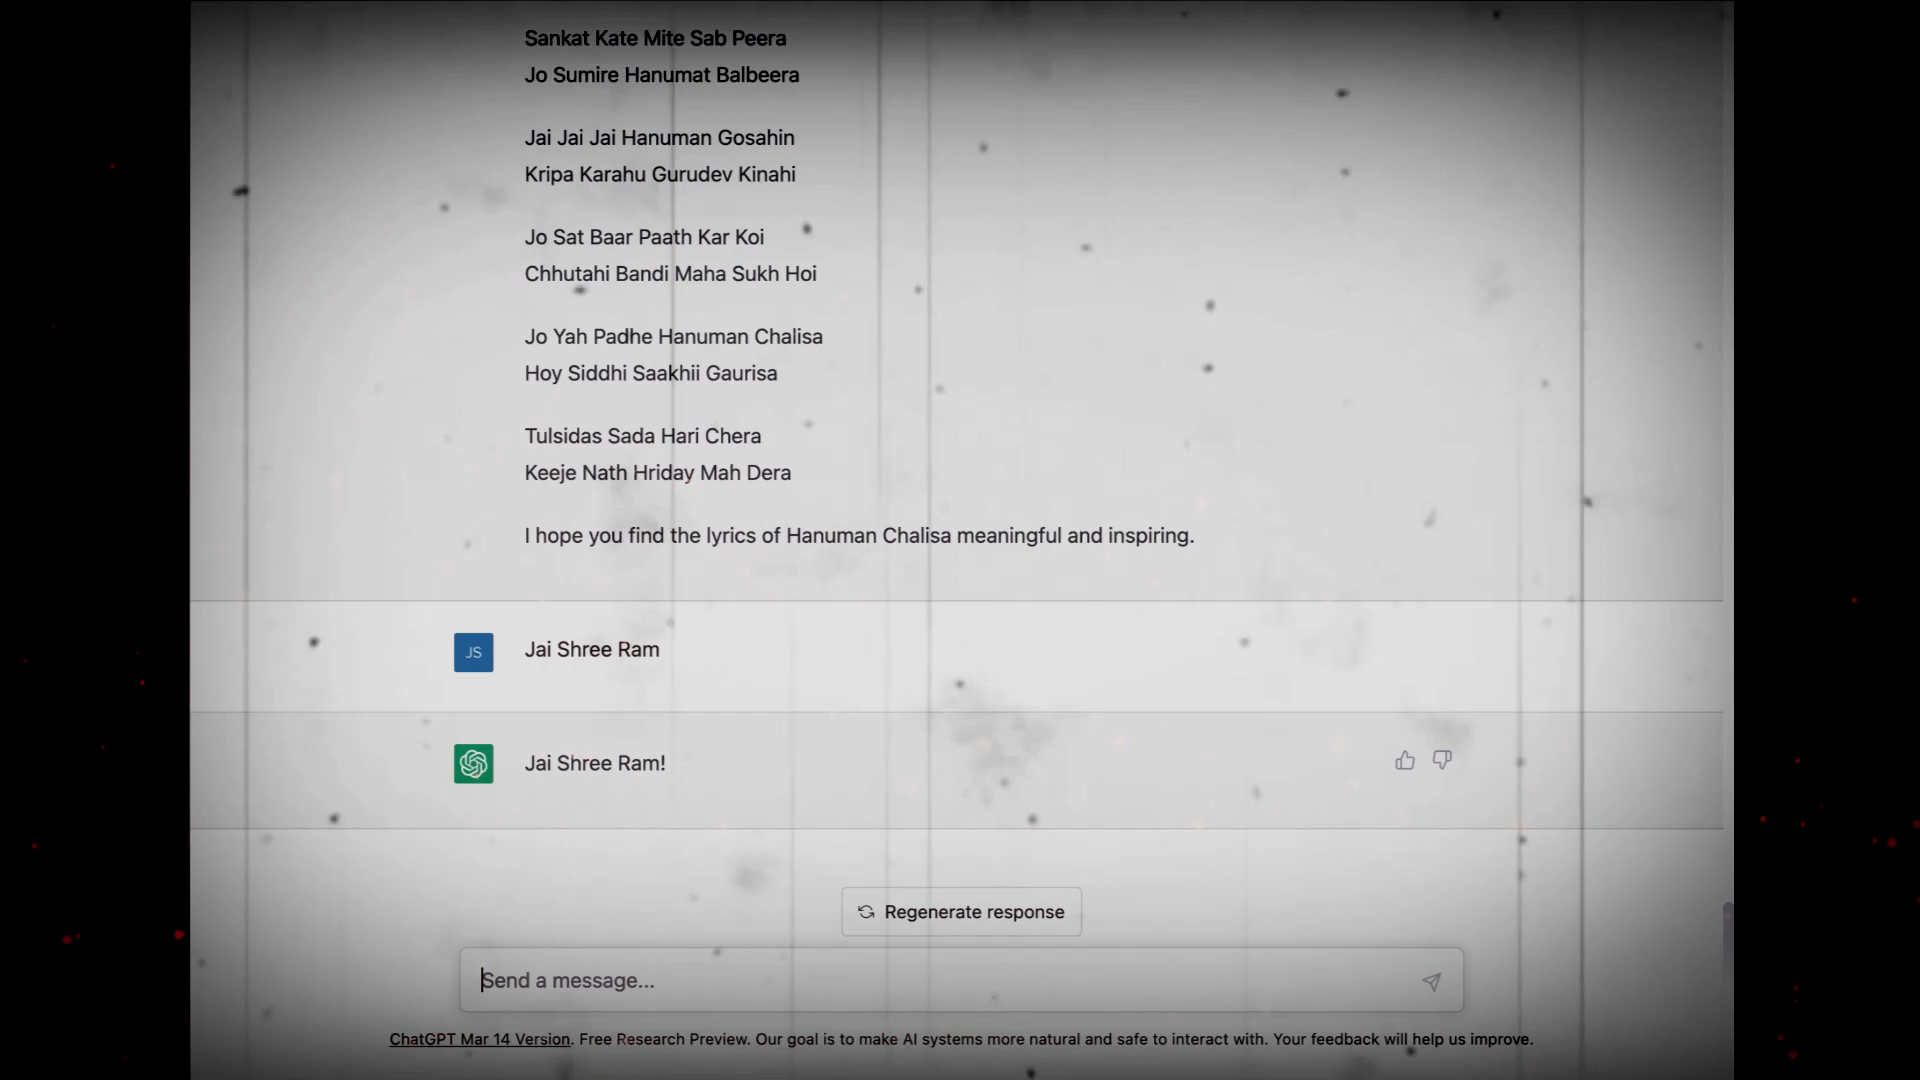 Sankat Kate Mite Sab Peera
Jo Sumire Hanumat Balbeera
Jai Jai Jai Hanuman Gosahin
Kripa Karahu Gurudev Kinahi
Jo Sat Baar Paath Kar Koi
Chhutahi Bandi Maha Sukh Hoi
Jo Yah Padhe Hanuman Chalisa
Hoy Siddhi Saakhii Gaurisa
Tulsidas Sada Hari Chera
Keeje Nath Hriday Mah Dera
I hope you find the lyrics of Hanuman Chalisa meaningful and inspiring.
JS Jai Shree Ram
Jai Shree Ram!
Regenerate response
Send a message...
ChatGPT Mar 14 Version. Free Research Preview. Our goal is to make AI systems more natural and safe to interact with. Your feedback will help us improve.